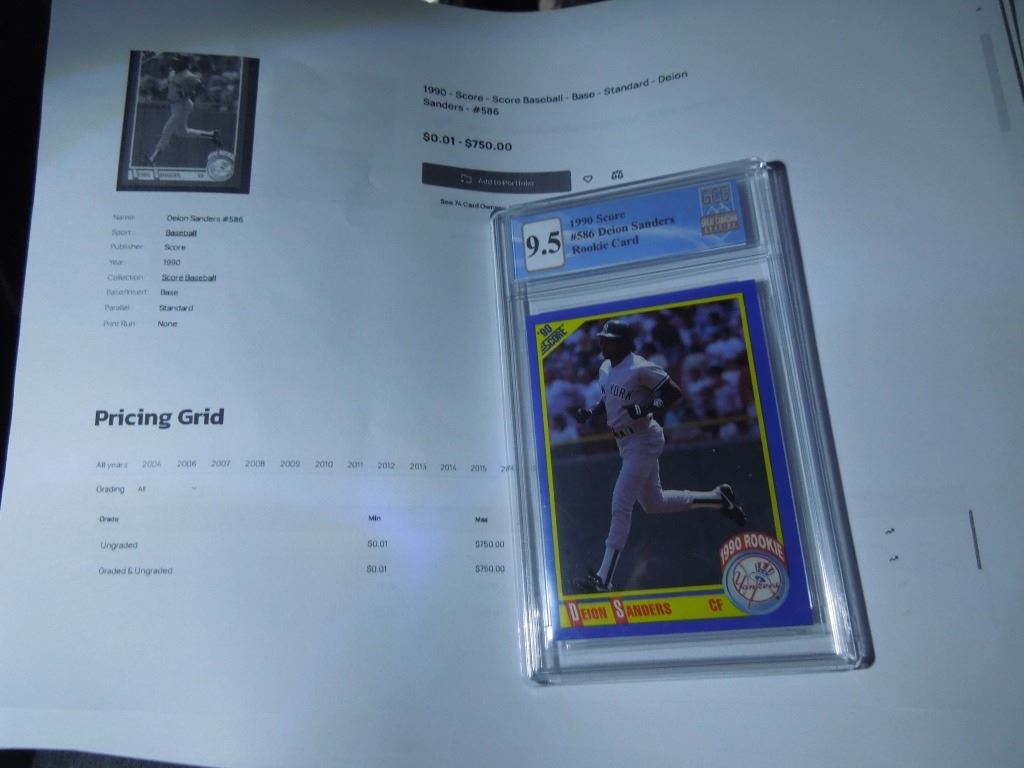 1990 - Score - Score Baseball - Base - Standard - Deion
Sanders - #586
$0.01 - $750.00
Add to Portfolio
See 74 Card Owners
Name: Deion Sanders #586
Sport: Baseball
Publisher: Score
Year: 1990
Collection: Score Baseball
Base/Insert: Base
Parallel: Standard
Print Run: None
Pricing Grid
All years 2004 2006 2007 2008 2009 2010 2011 2012 2013 2014 2015
Grading All
Grade Min Max
Ungraded $0.01 $750.00
Graded & Ungraded $0.01 $750.00
9.5
1990 Score
#586 Deion Sanders
Rookie Card
GCG
'90
SCORE
YORK
1990 ROOKIE
Yankees
DEION SANDERS CF